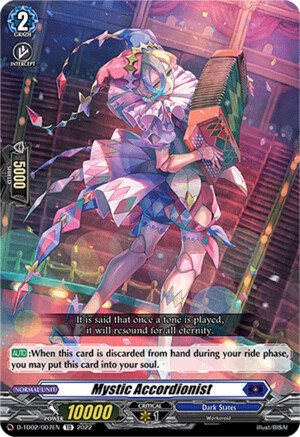 2
GRADE
INTERCEPT
5000
SHIELD
It is said that once a tone is played,
it will resound for all eternity.
AUTO:When this card is discarded from hand during your ride phase,
you may put this card into your soul.
NORMAL UNIT
Mystic Accordionist
POWER 10000 CRITICAL 1
Dark States
Workeroid
D-TD02/007EN TD 2022 illust/BISAI